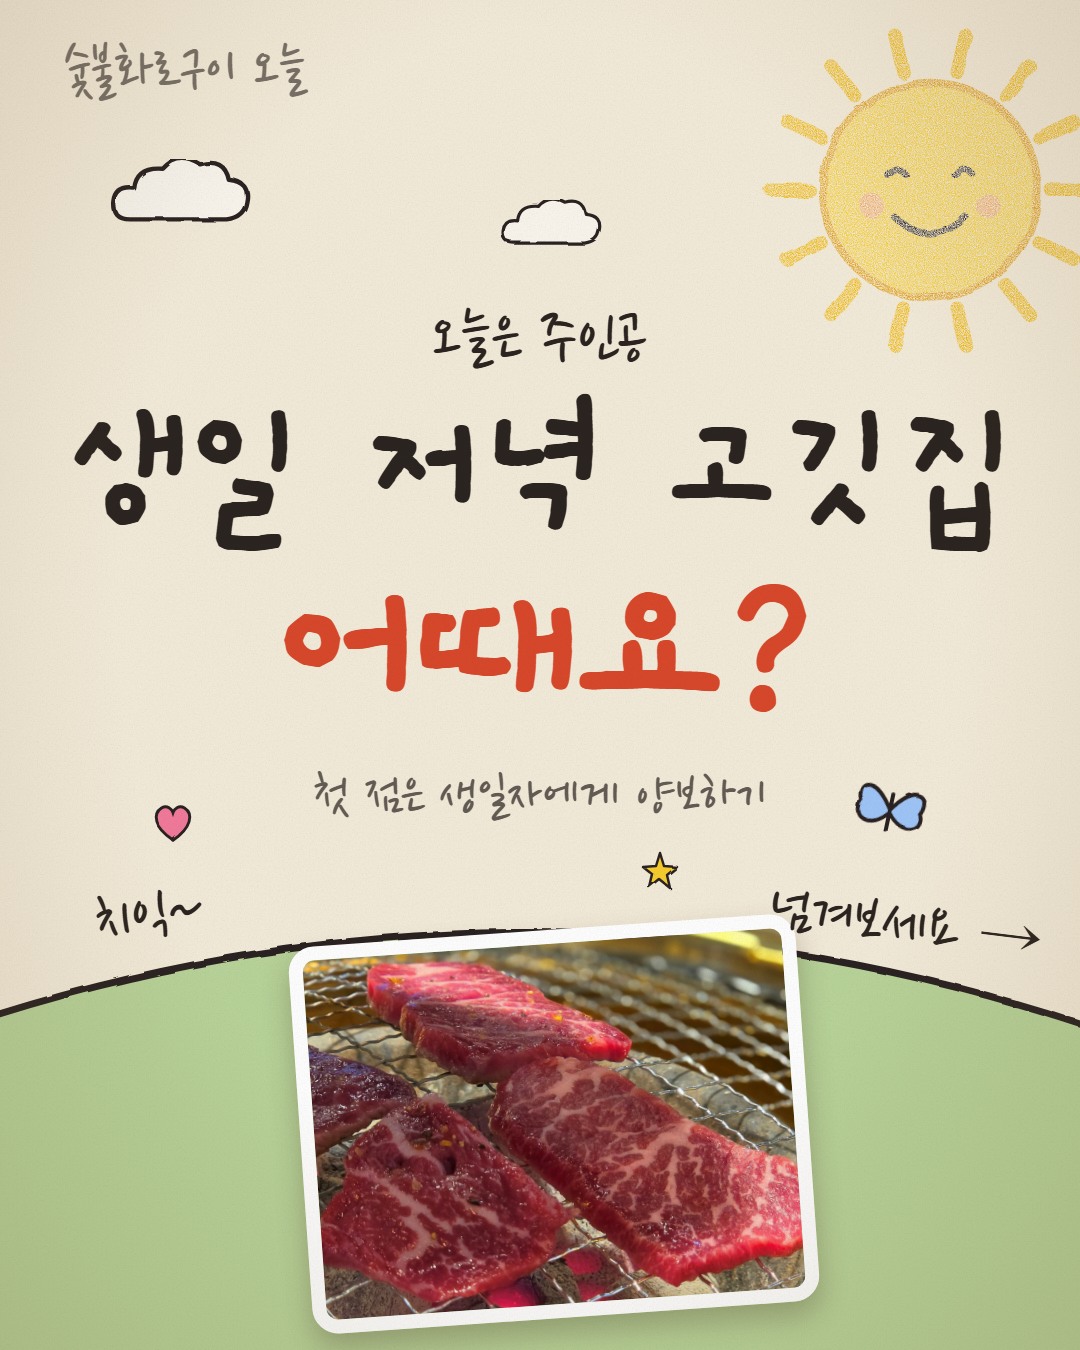 숯불화로구이 오늘
오늘은 주인공
생일 저녁 고깃집
어때요?
첫 점은 생일자에게 양보하기
치익~
넘겨보세요 →